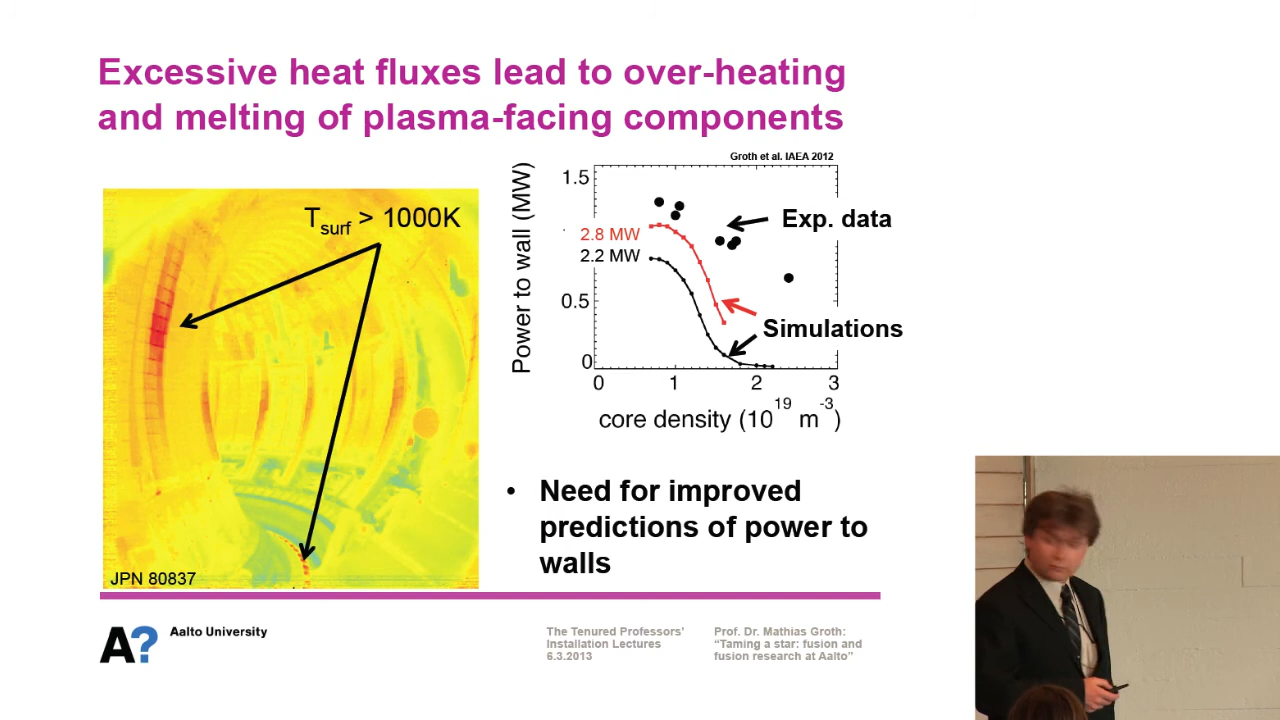 Excessive heat fluxes lead to over-heating
and melting of plasma-facing components
Groth et al. IAEA 2012
T_surf > 1000K
JPN 80837
Power to wall (MW)
1.5
0.5
0
2.8 MW
2.2 MW
Exp. data
Simulations
0 1 2 3
core density (10^19 m^-3)
• Need for improved
predictions of power to
walls
A?
Aalto University
The Tenured Professors'
Installation Lectures
6.3.2013
Prof. Dr. Mathias Groth:
"Taming a star: fusion and
fusion research at Aalto"